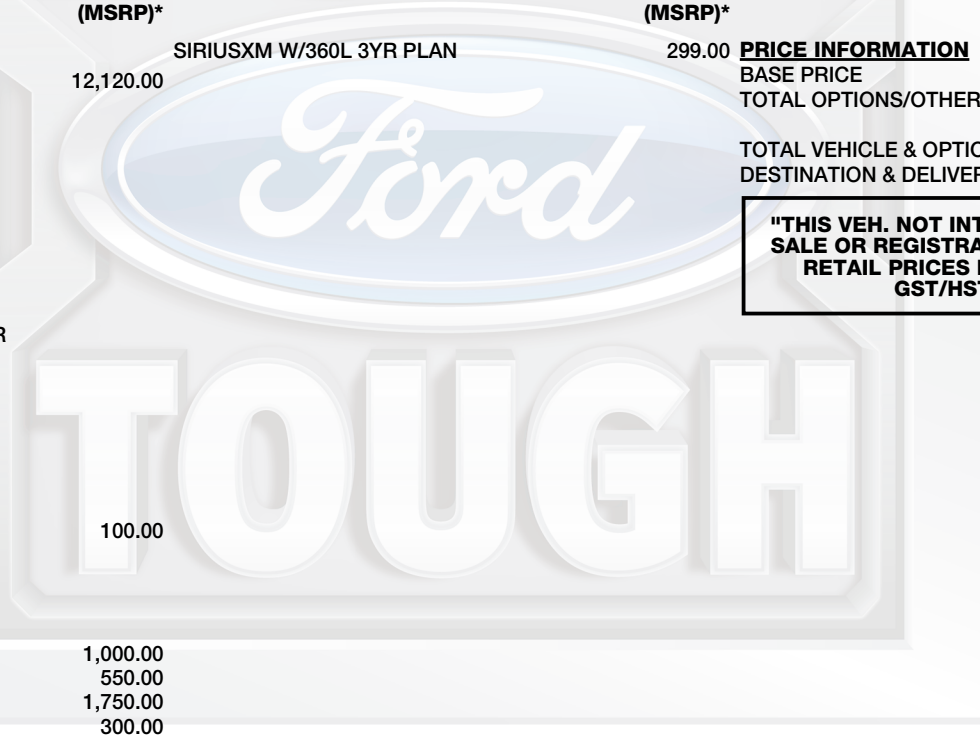 (MSRP)* (MSRP)*
SIRIUSXM W/360L 3YR PLAN 299.00 PRICE INFORMATION
12,120.00 BASE PRICE
TOTAL OPTIONS/OTHER
TOTAL VEHICLE & OPTIO
DESTINATION & DELIVER
"THIS VEH. NOT INT
SALE OR REGISTRA
RETAIL PRICES
GST/HST
R
Ford
TOUGH
100.00
1,000.00
550.00
1,750.00
300.00